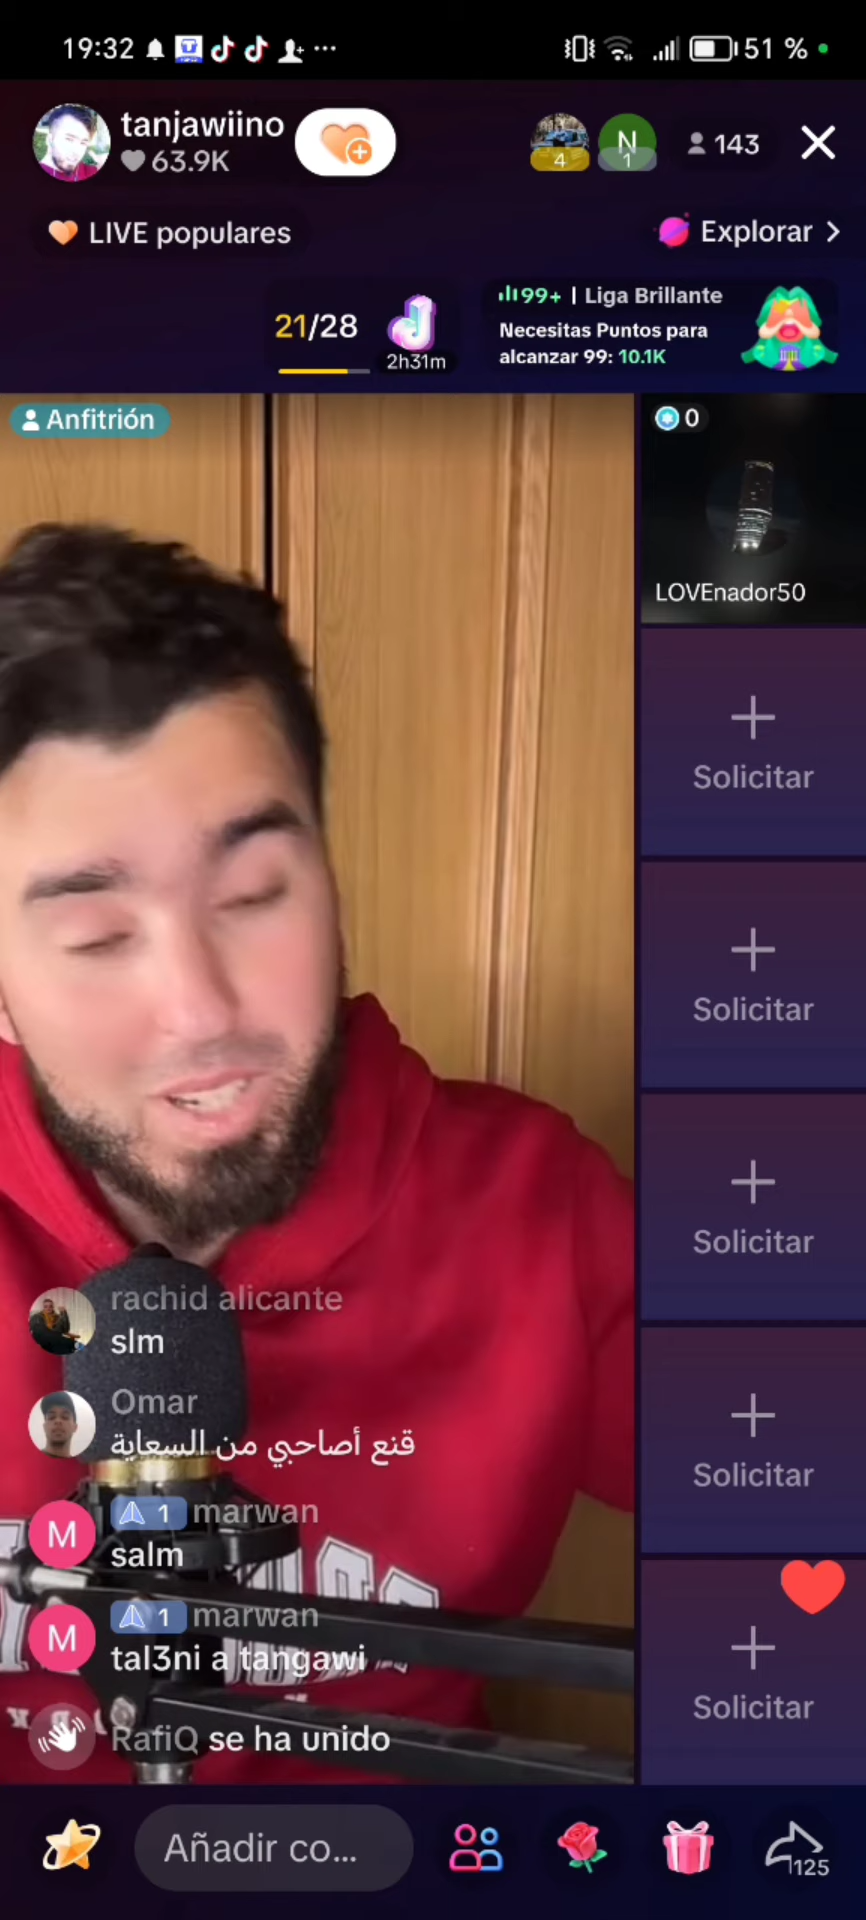 19:32
51 %
tanjawiino
63.9K
4
N
1
143
LIVE populares
Explorar
21/28
2h31m
99+ | Liga Brillante
Necesitas Puntos para
alcanzar 99: 10.1K
Anfitrión
0
LOVEnador50
Solicitar
Solicitar
Solicitar
Solicitar
Solicitar
rachid alicante
slm
Omar
قنع أصاحبي من السعاية
M
1 marwan
salm
M
1 marwan
tal3ni a tangawi
RafiQ se ha unido
Añadir co...
125